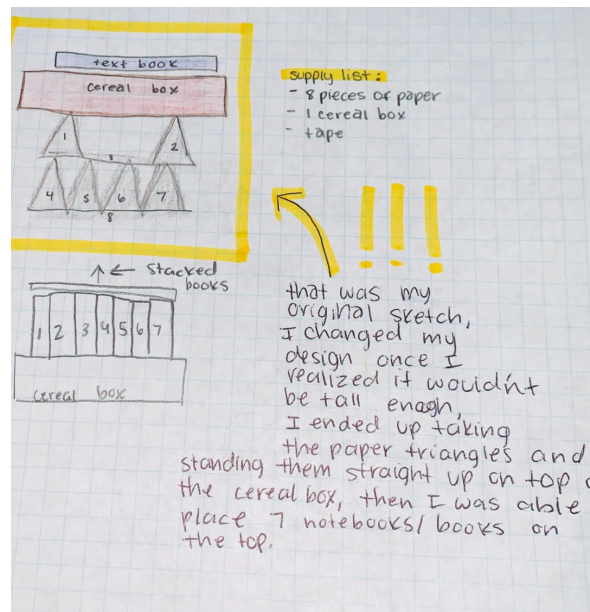 text book
cereal box
1
2
3
4 5 6 7
8
supply list:
- 8 pieces of paper
- 1 cereal box
- tape
↑ ← stacked
books
1 2 3 4 5 6 7
cereal box
!!!
that was my
original sketch,
I changed my
design once I
realized it wouldn't
be tall enogh,
I ended up taking
the paper triangles and
standing them straight up on top
the cereal box, then I was able
place 7 notebooks/books on
the top.